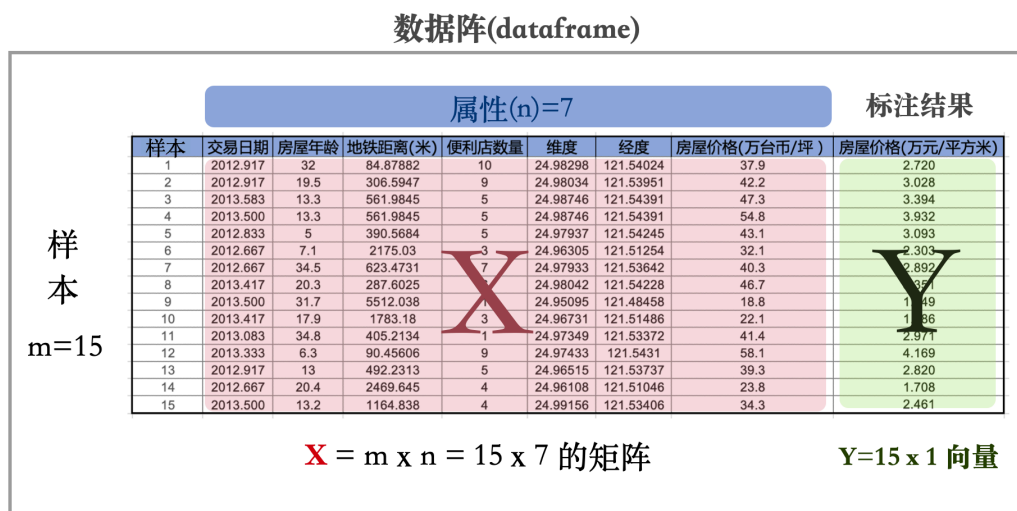 数据阵(dataframe)
属性(n)=7
标注结果
样本 交易日期 房屋年龄 地铁距离(米) 便利店数量 维度 经度 房屋价格(万台币/坪) 房屋价格(万元/平方米)
1 2012.917 32 84.87882 10 24.98298 121.54024 37.9 2.720
2 2012.917 19.5 306.5947 9 24.98034 121.53951 42.2 3.028
3 2013.583 13.3 561.9845 5 24.98746 121.54391 47.3 3.394
4 2013.500 13.3 561.9845 5 24.98746 121.54391 54.8 3.932
5 2012.833 5 390.5684 5 24.97937 121.54245 43.1 3.093
6 2012.667 7.1 2175.03 3 24.96305 121.51254 32.1 2.303
7 2012.667 34.5 623.4731 7 24.97933 121.53642 40.3 2.892
8 2013.417 20.3 287.6025 24.98042 121.54228 46.7
9 2013.500 31.7 5512.038 24.95095 121.48458 18.8
10 2013.417 17.9 1783.18 3 24.96731 121.51486 22.1
11 2013.083 34.8 405.2134 1 24.97349 121.53372 41.4 2.971
12 2013.333 6.3 90.45606 9 24.97433 121.5431 58.1 4.169
13 2012.917 13 492.2313 5 24.96515 121.53737 39.3 2.820
14 2012.667 20.4 2469.645 4 24.96108 121.51046 23.8 1.708
15 2013.500 13.2 1164.838 4 24.99156 121.53406 34.3 2.461
样
本
m=15
X
Y
X = m x n = 15 x 7 的矩阵
Y=15 x 1 向量